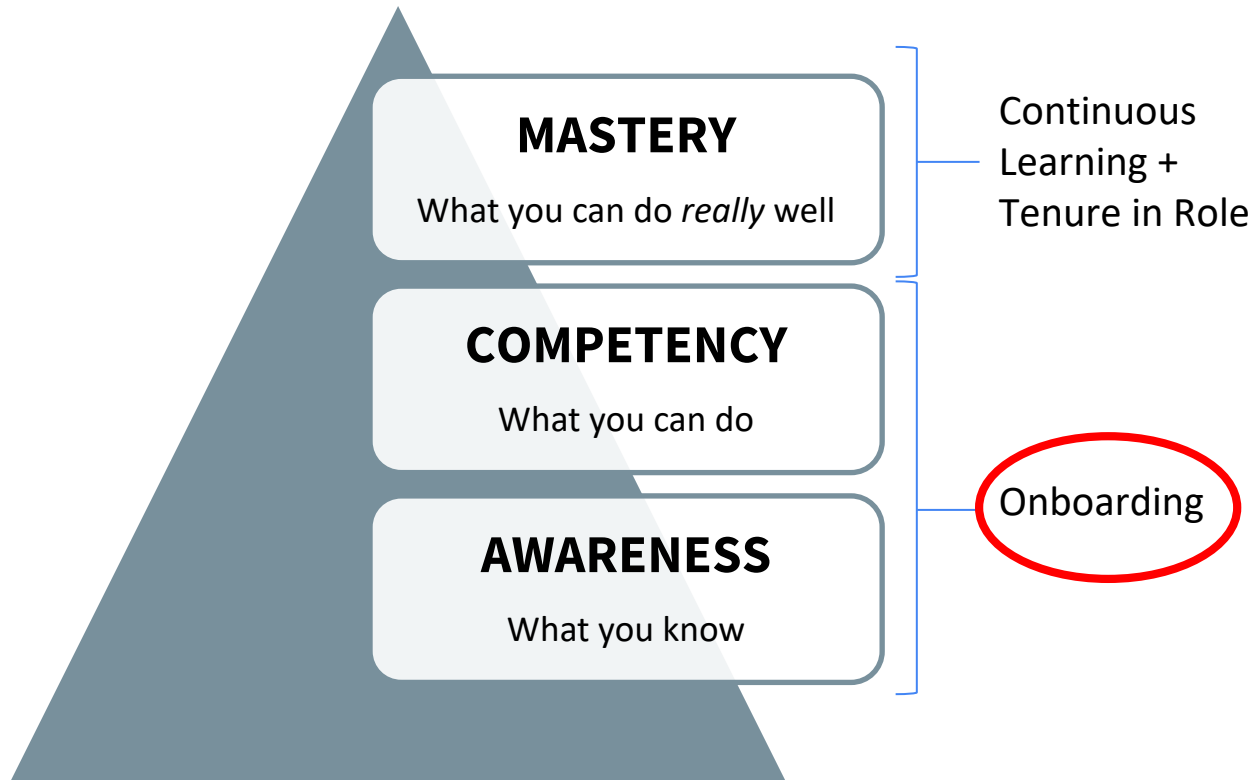 MASTERY
What you can do really well
Continuous
Learning +
Tenure in Role
COMPETENCY
What you can do
AWARENESS
What you know
Onboarding